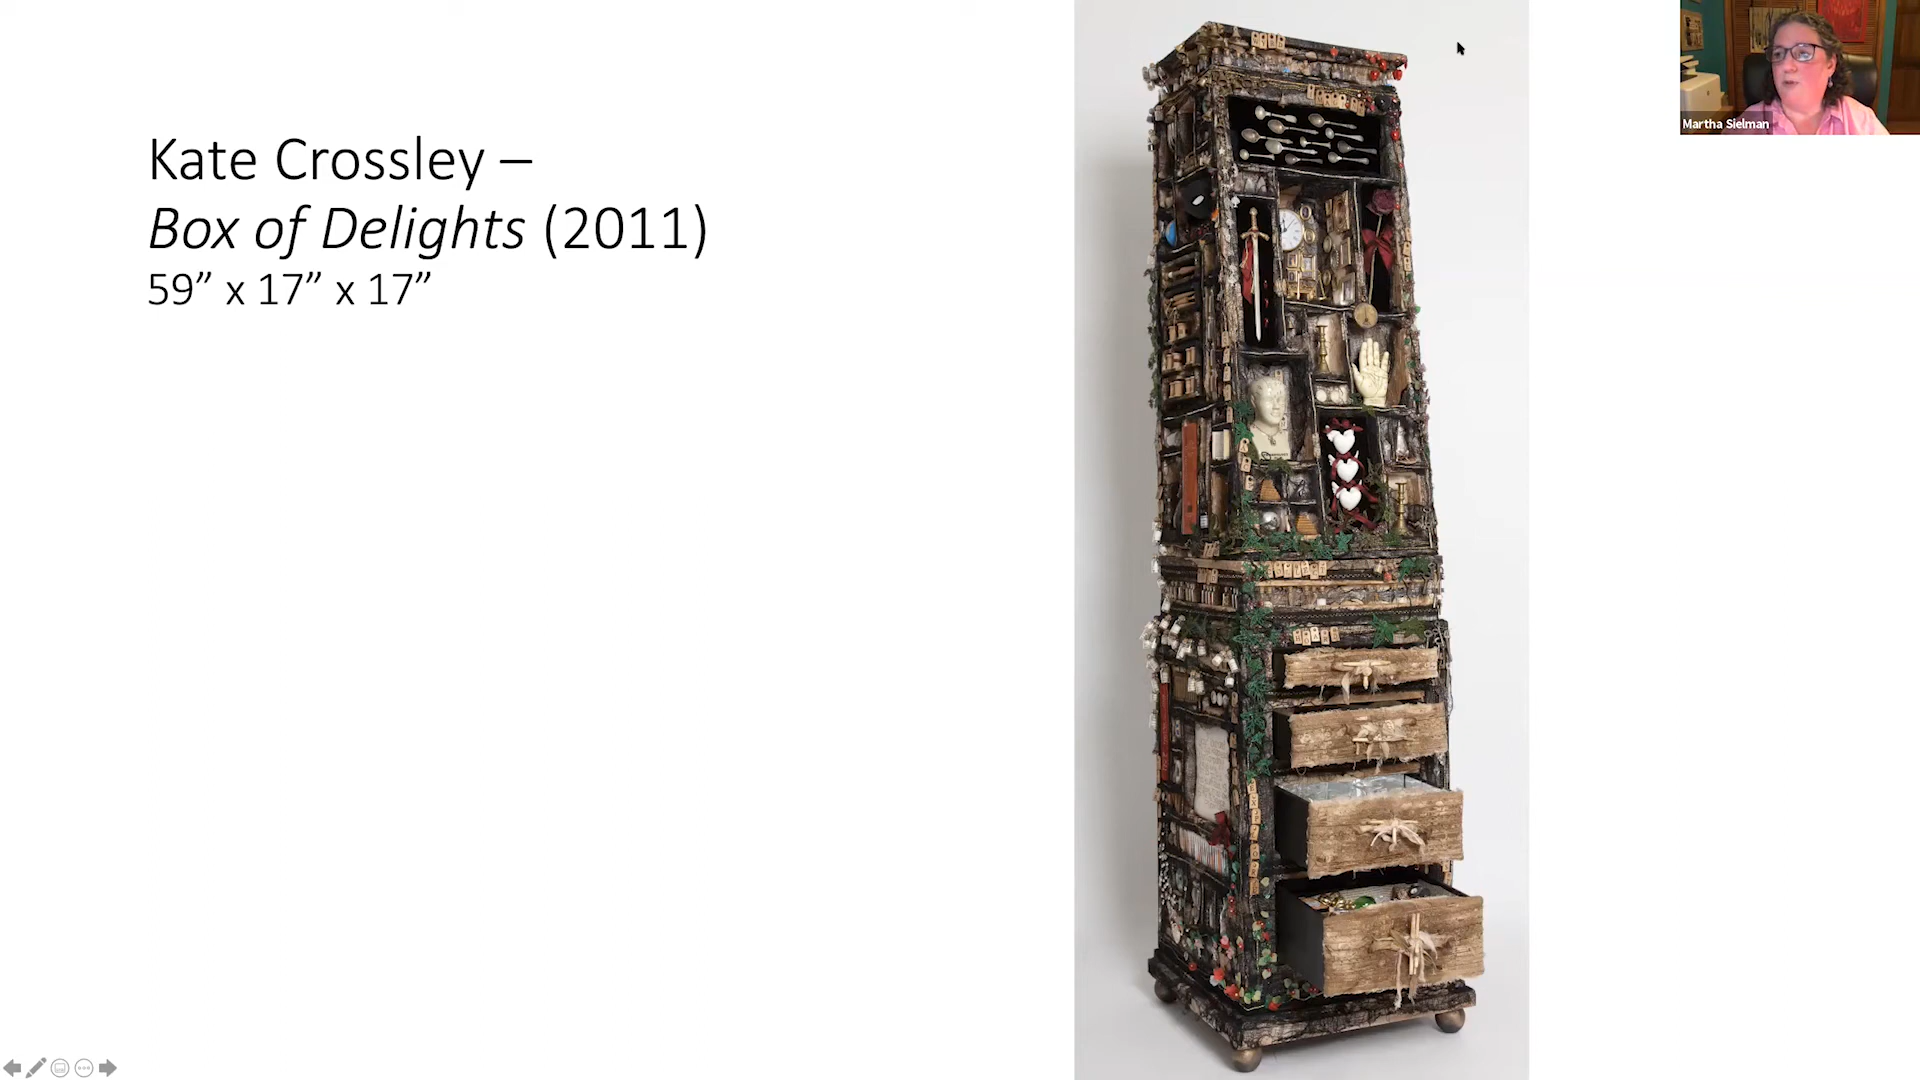 Kate Crossley –
Box of Delights (2011)
59” x 17” x 17”
Martha Sielman